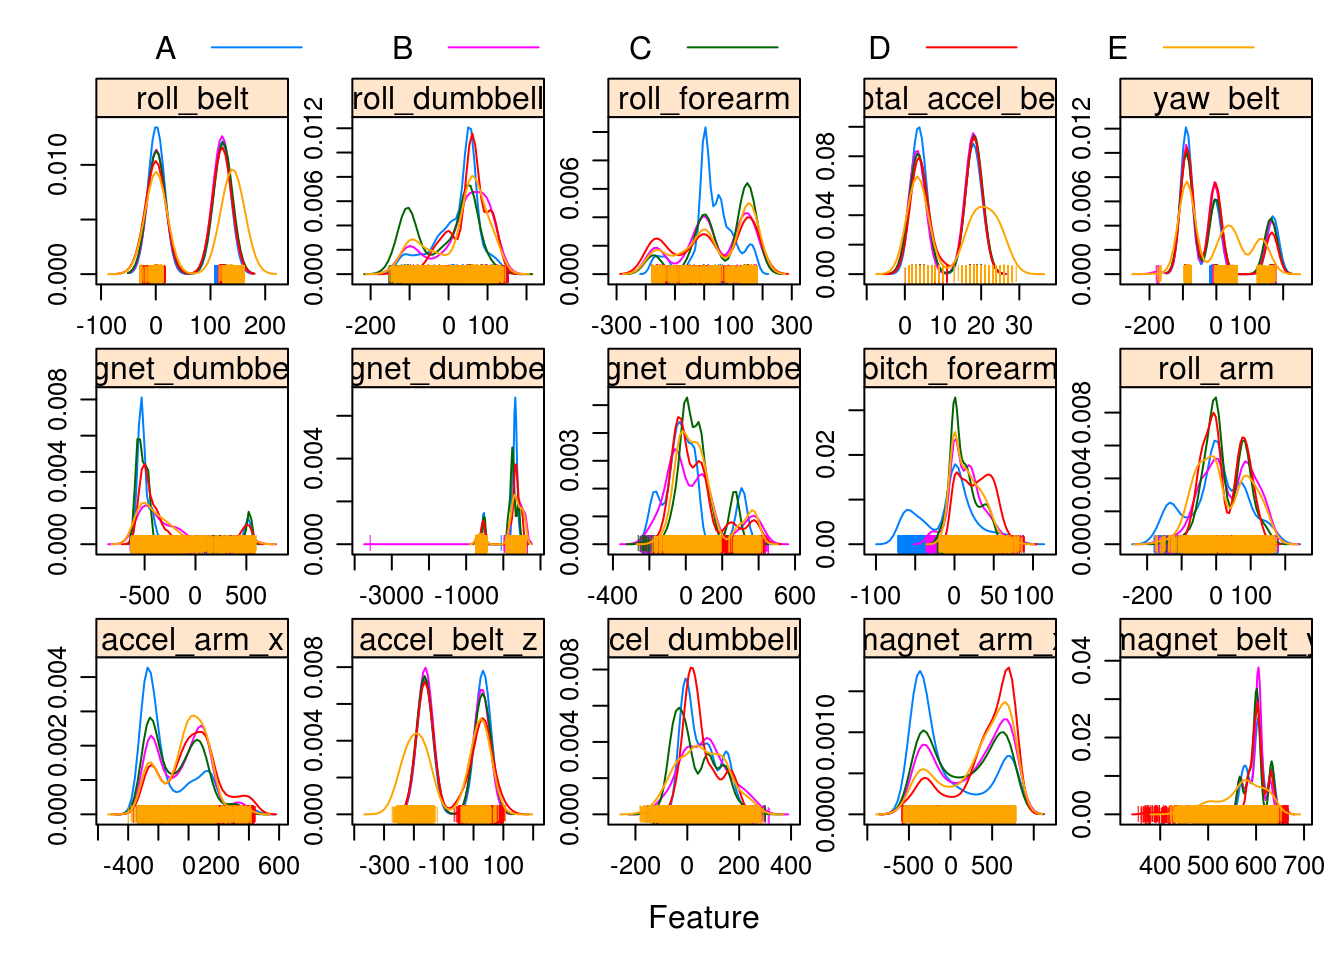 A B C D E
roll_belt roll_dumbbell roll_forearm otal_accel_be yaw_belt
0.000 0.010
-100 0 100 200
0.000 0.006 0.012
-200 0 100
0.000 0.006
-300 -100 100 300
0.00 0.04 0.08
0 10 20 30
0.000 0.006 0.012
-200 0 100
gnet_dumbbe gnet_dumbbe gnet_dumbbe pitch_forearm roll_arm
0.000 0.004 0.008
-500 0 500
0.000 0.004
-3000 -1000
0.000 0.003
-400 0 200 600
0.00 0.02
-100 0 50 100
0.000 0.004 0.008
-200 0 100
accel_arm_x accel_belt_z cel_dumbbell_ magnet_arm_x magnet_belt_y
0.000 0.002 0.004
-400 0 200 600
0.000 0.004 0.008
-300 -100 100
0.000 0.004 0.008
-200 0 200 400
0.0000 0.0010
-500 0 500
0.00 0.02 0.04
400 500 600 700
Feature